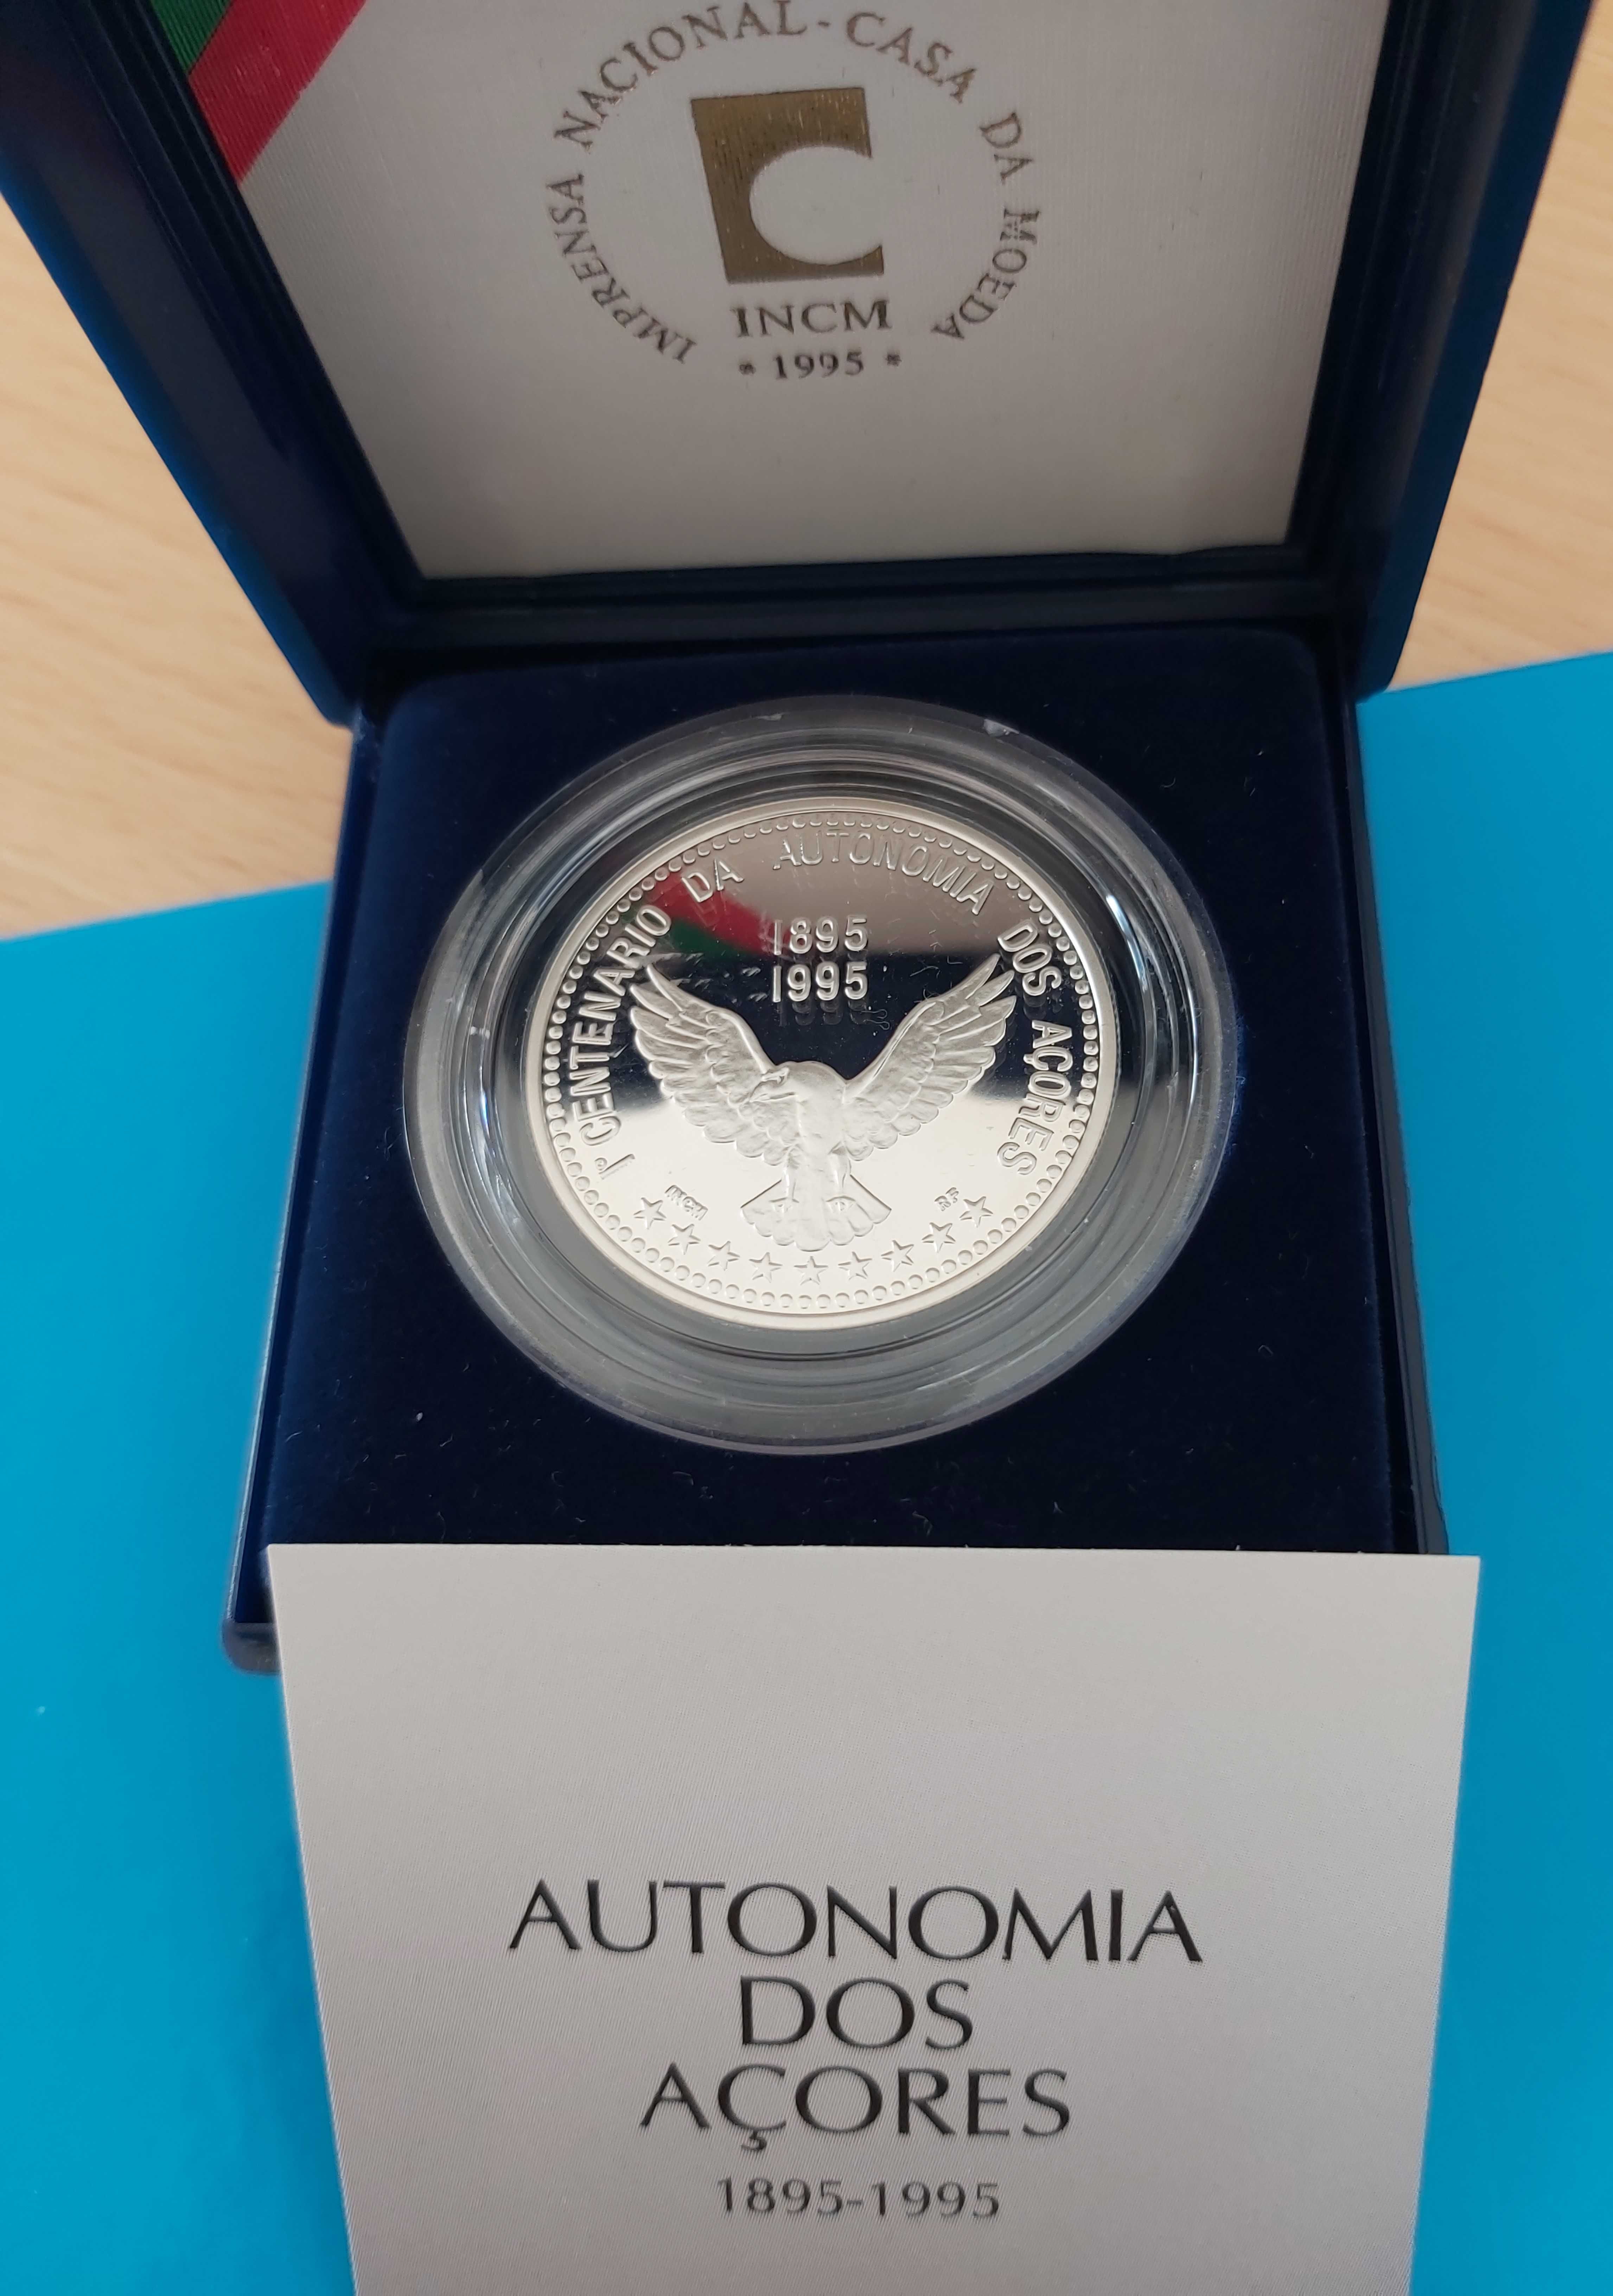 IMPRENSA NACIONAL-CASA DA MOEDA
INCM
* 1995 *
1º CENTENARIO DA AUTONOMIA DOS AÇORES
1895
1995
INCM
R.F
AUTONOMIA
DOS
AÇORES
1895-1995